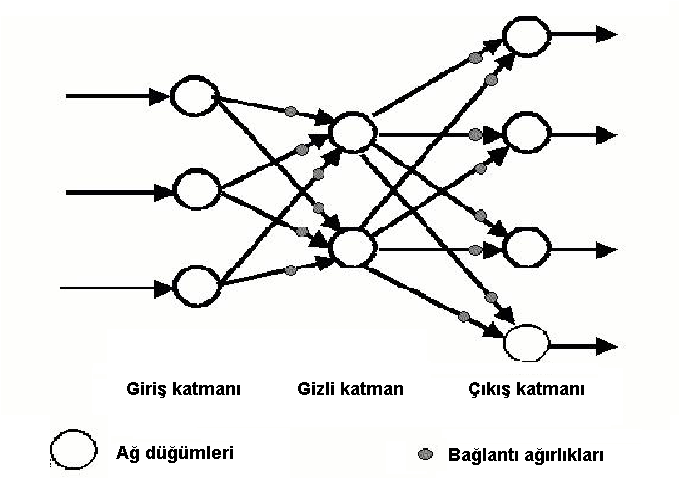 Giriş katmanı Gizli katman Çıkış katmanı
Ağ düğümleri Bağlantı ağırlıkları